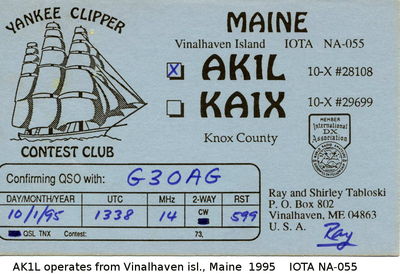 YANKEE CLIPPER
CONTEST CLUB
MAINE
Vinalhaven Island IOTA NA-055
AK1L 10-X #28108
KA1X 10-X #29699
Knox County
MEMBER
International
DX
Association
Confirming QSO with: G3OAG
DAY/MONTH/YEAR UTC MHz 2-WAY RST
10/1/95 1338 14 CW 599
QSL TNX Contest: 73,
Ray and Shirley Tabloski
P. O. Box 802
Vinalhaven, ME 04863
U. S. A.
Ray
AK1L operates from Vinalhaven isl., Maine 1995 IOTA NA-055